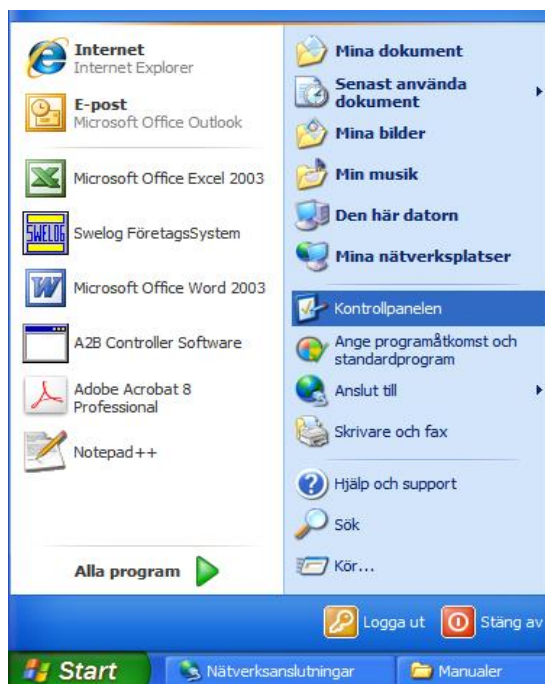 Internet
Internet Explorer
E-post
Microsoft Office Outlook
Microsoft Office Excel 2003
SWELOG
Swelog FöretagsSystem
Microsoft Office Word 2003
A2B Controller Software
Adobe Acrobat 8
Professional
Notepad++
Alla program
Mina dokument
Senast använda
dokument
Mina bilder
Min musik
Den här datorn
Mina nätverksplatser
Kontrollpanelen
Ange programåtkomst och
standardprogram
Anslut till
Skrivare och fax
Hjälp och support
Sök
Kör...
Logga ut
Stäng av
Start
Nätverksanslutningar
Manualer